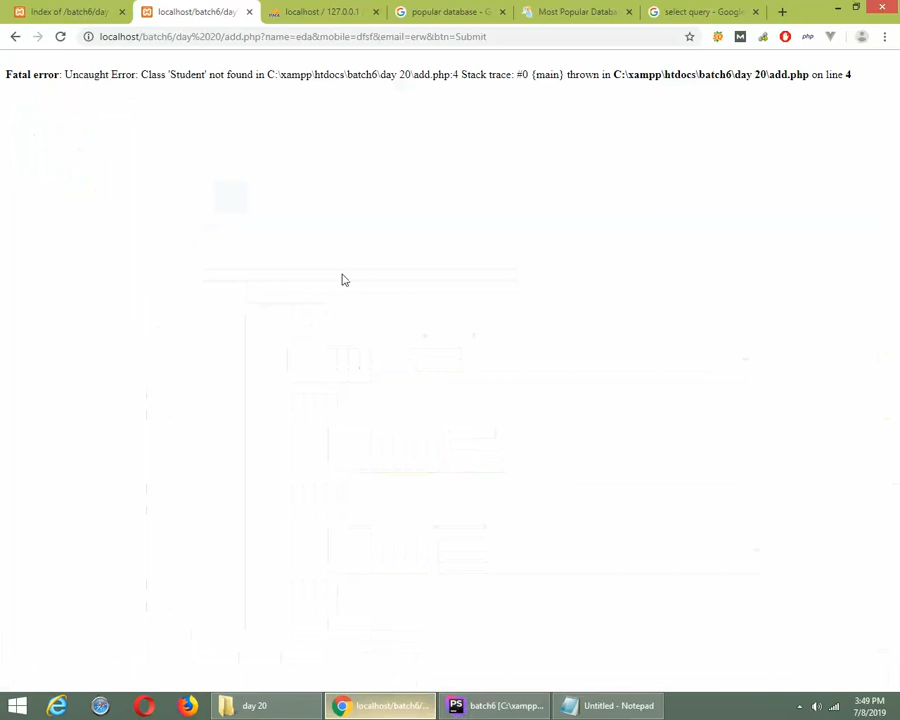 Index of /batch6/day
localhost/batch6/day
localhost / 127.0.0.1
popular database - G
Most Popular Datab
select query - Google
localhost/batch6/day%2020/add.php?name=eda&mobile=dfsf&email=erw&btn=Submit
Fatal error: Uncaught Error: Class 'Student' not found in C:\xampp\htdocs\batch6\day 20\add.php:4 Stack trace: #0 {main} thrown in C:\xampp\htdocs\batch6\day 20\add.php on line 4
day 20
localhost/batch6/...
batch6 [C:\xampp...
Untitled - Notepad
3:49 PM
7/8/2019